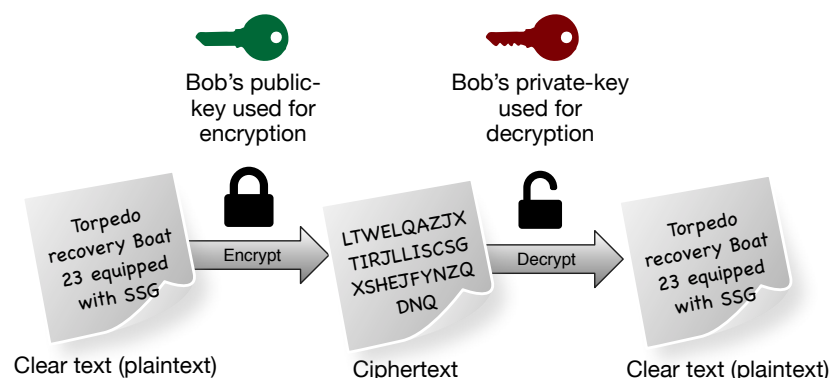 Bob's public-
key used for
encryption
Bob's private-key
used for
decryption
Torpedo
recovery Boat
23 equipped
with SSG
Encrypt
LTWELQAZJX
TIRJLLISCSG
XSHEJFYNZQ
DNQ
Decrypt
Torpedo
recovery Boat
23 equipped
with SSG
Clear text (plaintext)
Ciphertext
Clear text (plaintext)